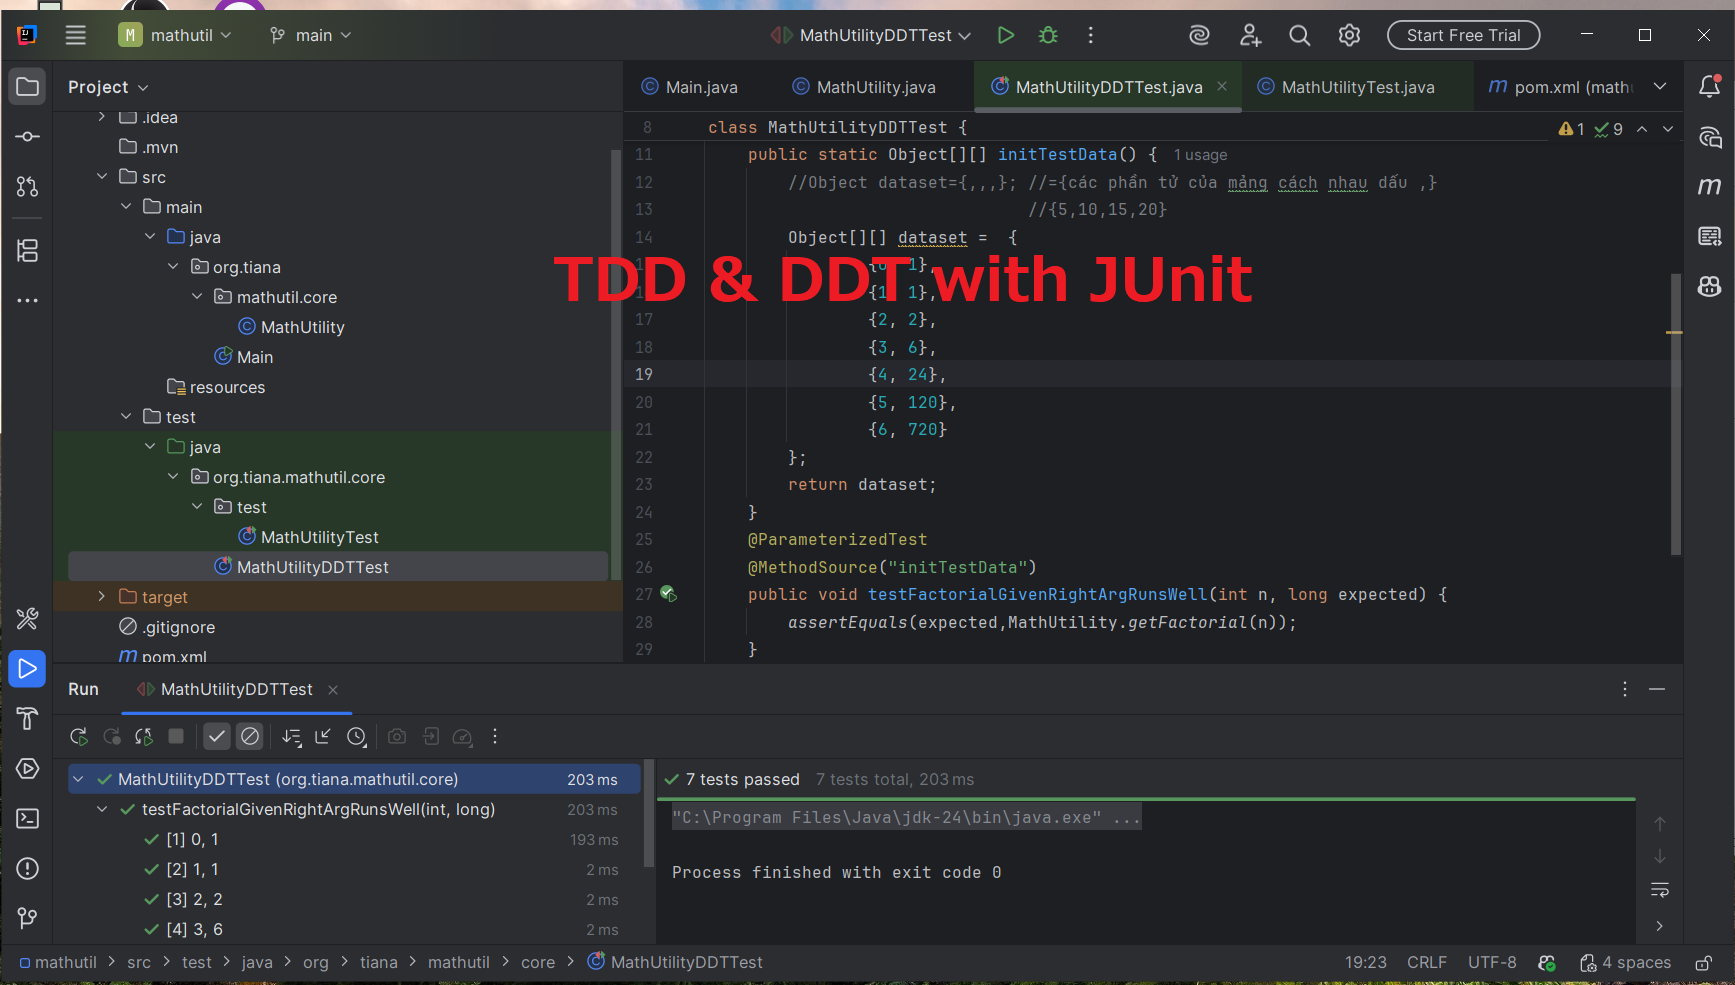 M mathutil
main
MathUtilityDDTTest
Start Free Trial
Project
.idea
.mvn
src
main
java
org.tiana
mathutil.core
MathUtility
Main
resources
test
java
org.tiana.mathutil.core
test
MathUtilityTest
MathUtilityDDTTest
target
.gitignore
pom.xml
Main.java
MathUtility.java
MathUtilityDDTTest.java
MathUtilityTest.java
pom.xml (math
1 9
8 class MathUtilityDDTTest {
11 public static Object[][] initTestData() { 1 usage
12 //Object dataset={,,,}; //={các phần tử của mảng cách nhau dấu ,}
13 //{5,10,15,20}
14 Object[][] dataset = {
TDD & DDT with JUnit
1},
{1, 1},
17 {2, 2},
18 {3, 6},
19 {4, 24},
20 {5, 120},
21 {6, 720}
22 };
23 return dataset;
24 }
25 @ParameterizedTest
26 @MethodSource("initTestData")
27 public void testFactorialGivenRightArgRunsWell(int n, long expected) {
28 assertEquals(expected,MathUtility.getFactorial(n));
29 }
Run
MathUtilityDDTTest
MathUtilityDDTTest (org.tiana.mathutil.core) 203 ms
testFactorialGivenRightArgRunsWell(int, long) 203 ms
[1] 0, 1 193 ms
[2] 1, 1 2 ms
[3] 2, 2 2 ms
[4] 3, 6 2 ms
7 tests passed 7 tests total, 203 ms
"C:\Program Files\Java\jdk-24\bin\java.exe" ...
Process finished with exit code 0
mathutil > src > test > java > org > tiana > mathutil > core > MathUtilityDDTTest
19:23 CRLF UTF-8 4 spaces